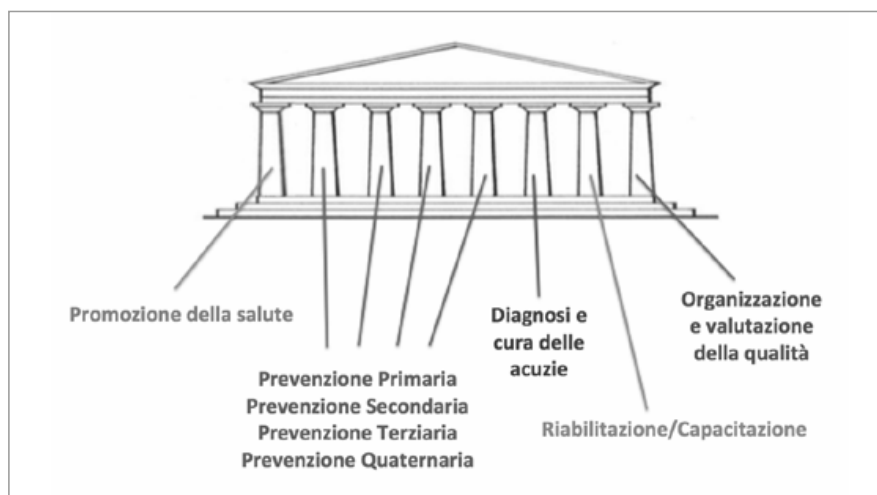 Promozione della salute
Prevenzione Primaria
Prevenzione Secondaria
Prevenzione Terziaria
Prevenzione Quaternaria
Diagnosi e
cura delle
acuzie
Riabilitazione/Capacitazione
Organizzazione
e valutazione
della qualità